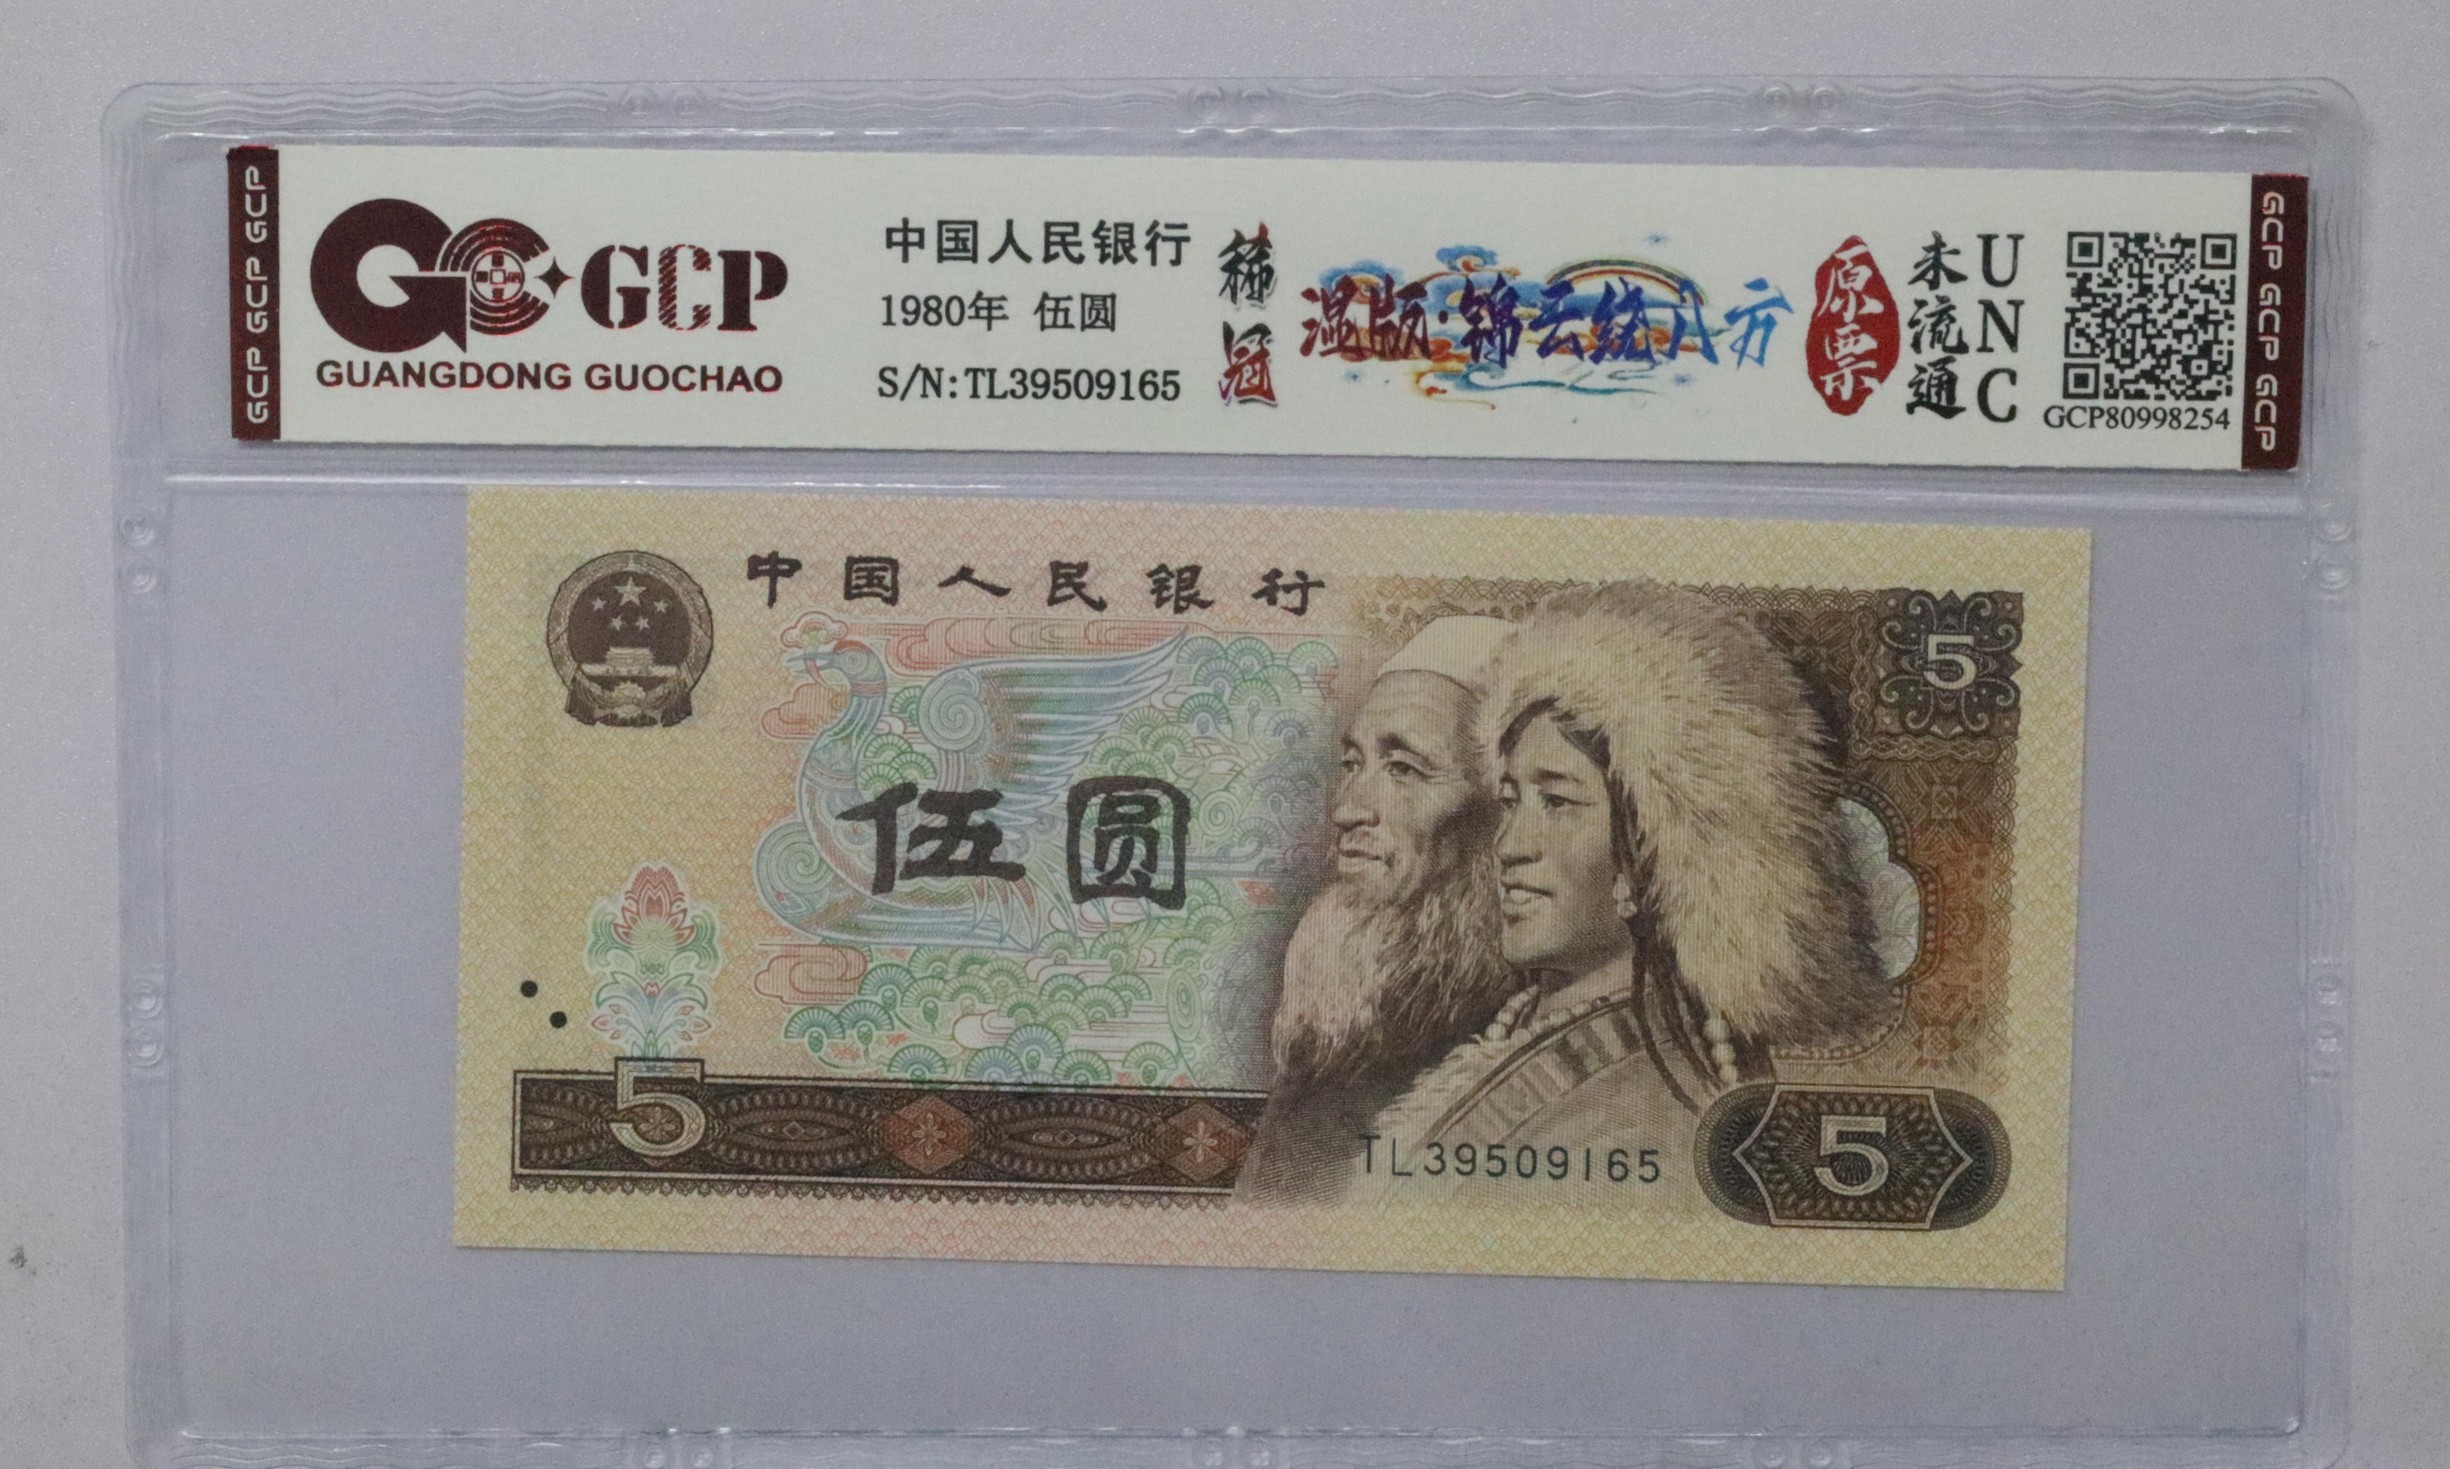 GCP GCP GCP
GCP
GUANGDONG GUOCHAO
中国人民银行
1980年 伍圆
S/N:TL39509165
稀冠
湿版·锦云绕八方
原票
未流通
UNC
GCP80998254
GCP GCP GCP
中国人民银行
5
伍圆
5
TL39509165
5